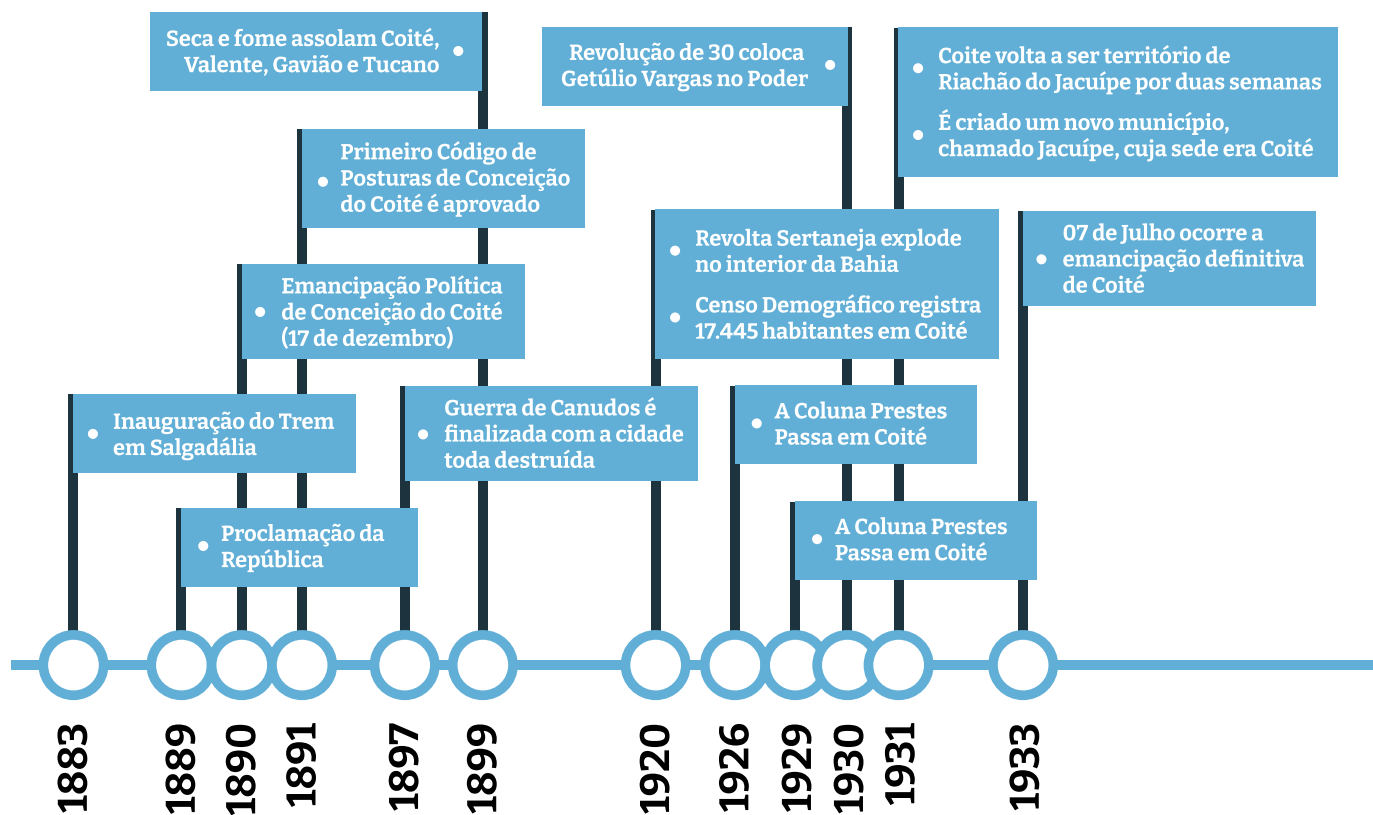 Seca e fome assolam Coité,
Valente, Gavião e Tucano
Revolução de 30 coloca
Getúlio Vargas no Poder
Coite volta a ser território de
Riachão do Jacuípe por duas semanas
É criado um novo município,
chamado Jacuípe, cuja sede era Coité
Primeiro Código de
Posturas de Conceição
do Coité é aprovado
Revolta Sertaneja explode
no interior da Bahia
Censo Demográfico registra
17.445 habitantes em Coité
07 de Julho ocorre a
emancipação definitiva
de Coité
Emancipação Política
de Conceição do Coité
(17 de dezembro)
Inauguração do Trem
em Salgadália
Guerra de Canudos é
finalizada com a cidade
toda destruída
A Coluna Prestes
Passa em Coité
Proclamação da
República
A Coluna Prestes
Passa em Coité
1883
1889
1890
1891
1897
1899
1920
1926
1929
1930
1931
1933